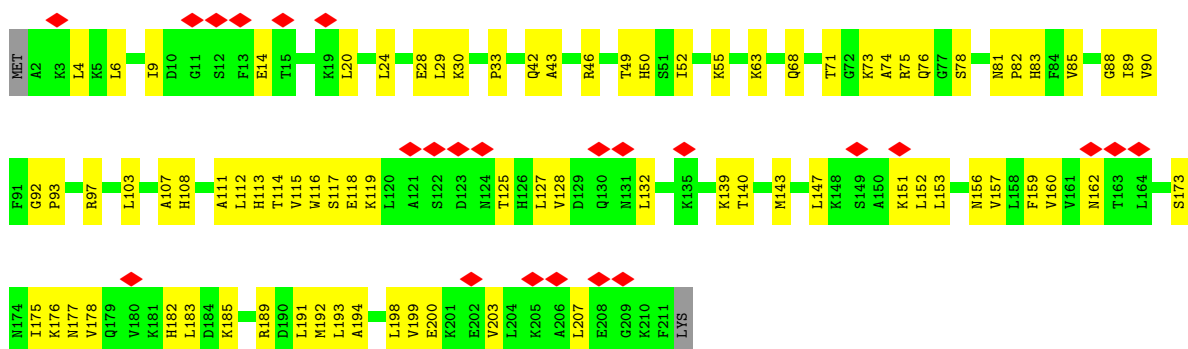 MET A2 K3 L4 K5 L6 I9 D10 G11 S12 F13 E14 T15 K19 L20 L24 E28 L29 K30 P33 Q42 A43 R46 T49 H50 S51 I52 K55 K63 Q68 T71 G72 K73 A74 R75 Q76 G77 S78 N81 P82 H83 F84 V85 G88 I89 V90
F91 G92 P93 R97 L103 A107 H108 A111 L112 H113 T114 V115 W116 S117 E118 K119 L120 A121 S122 D123 N124 T125 H126 L127 V128 D129 Q130 N131 L132 K135 K139 T140 M143 L147 K148 S149 A150 K151 L152 L153 N156 V157 L158 F159 V160 V161 N162 T163 L164 S173
N174 I175 K176 N177 V178 Q179 V180 K181 H182 L183 D184 K185 R189 D190 L191 M192 L193 A194 L198 V199 E200 K201 E202 V203 L204 K205 A206 L207 E208 G209 K210 F211 LYS